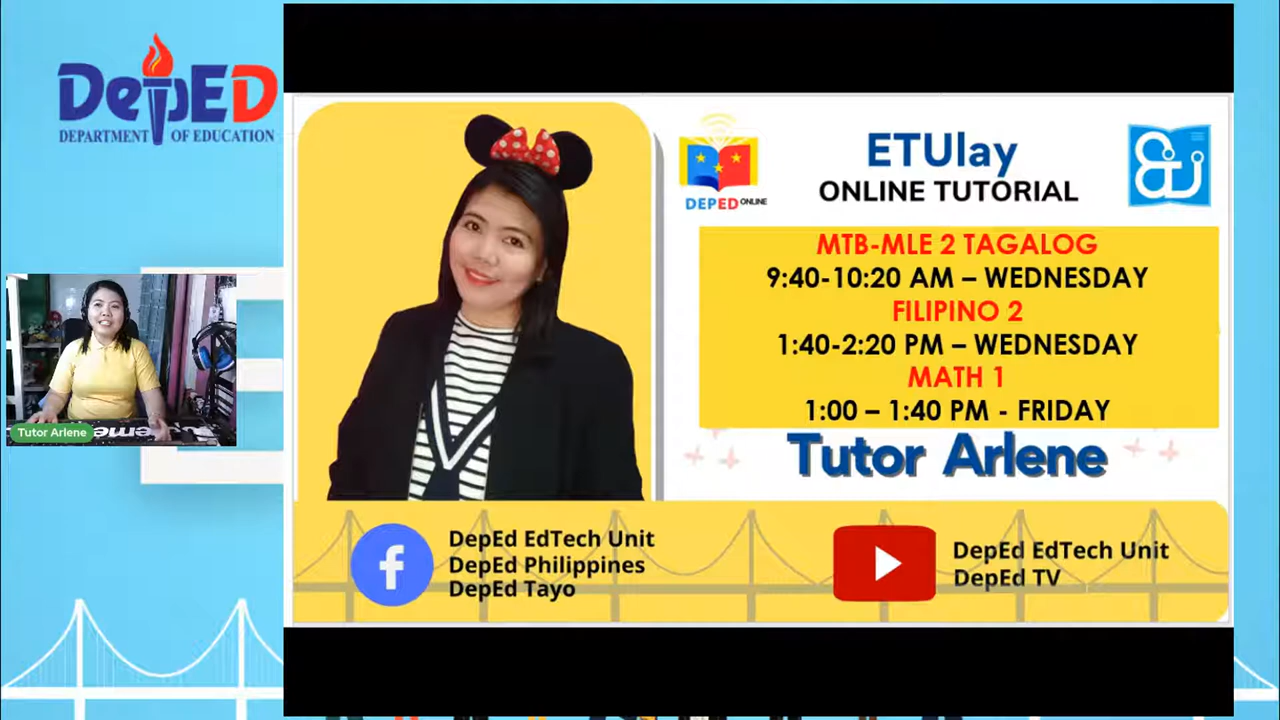 DepED
DEPARTMENT OF EDUCATION
Tutor Arlene
DEPED ONLINE
ETUlay
ONLINE TUTORIAL
MTB-MLE 2 TAGALOG
9:40-10:20 AM – WEDNESDAY
FILIPINO 2
1:40-2:20 PM – WEDNESDAY
MATH 1
1:00 – 1:40 PM - FRIDAY
Tutor Arlene
DepEd EdTech Unit
DepEd Philippines
DepEd Tayo
DepEd EdTech Unit
DepEd TV